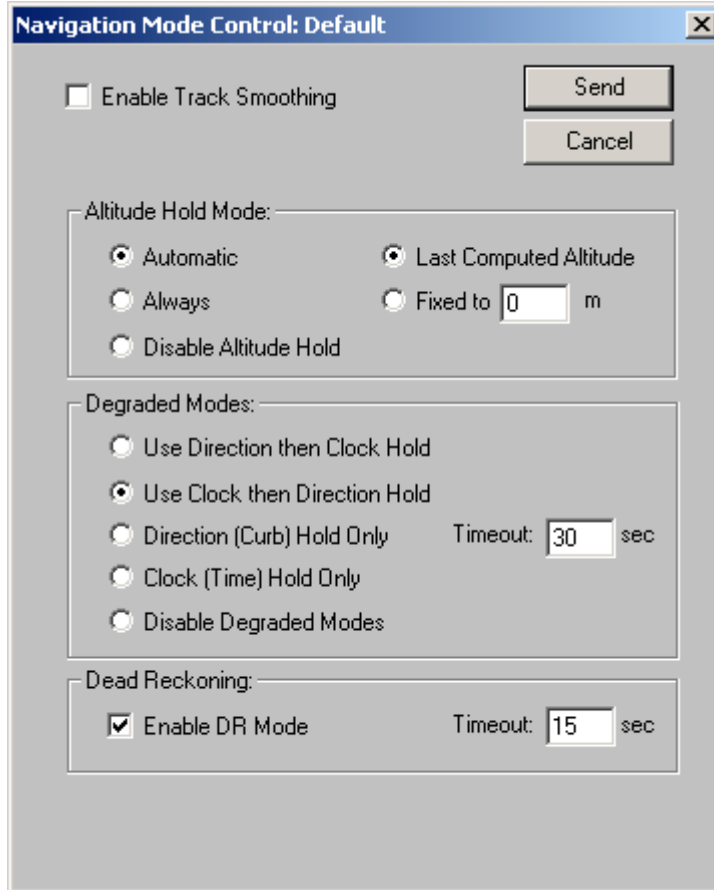 Navigation Mode Control: Default
Enable Track Smoothing
Send
Cancel
Altitude Hold Mode:
Automatic
Last Computed Altitude
Always
Fixed to 0 m
Disable Altitude Hold
Degraded Modes:
Use Direction then Clock Hold
Use Clock then Direction Hold
Direction (Curb) Hold Only
Timeout: 30 sec
Clock (Time) Hold Only
Disable Degraded Modes
Dead Reckoning:
Enable DR Mode
Timeout: 15 sec